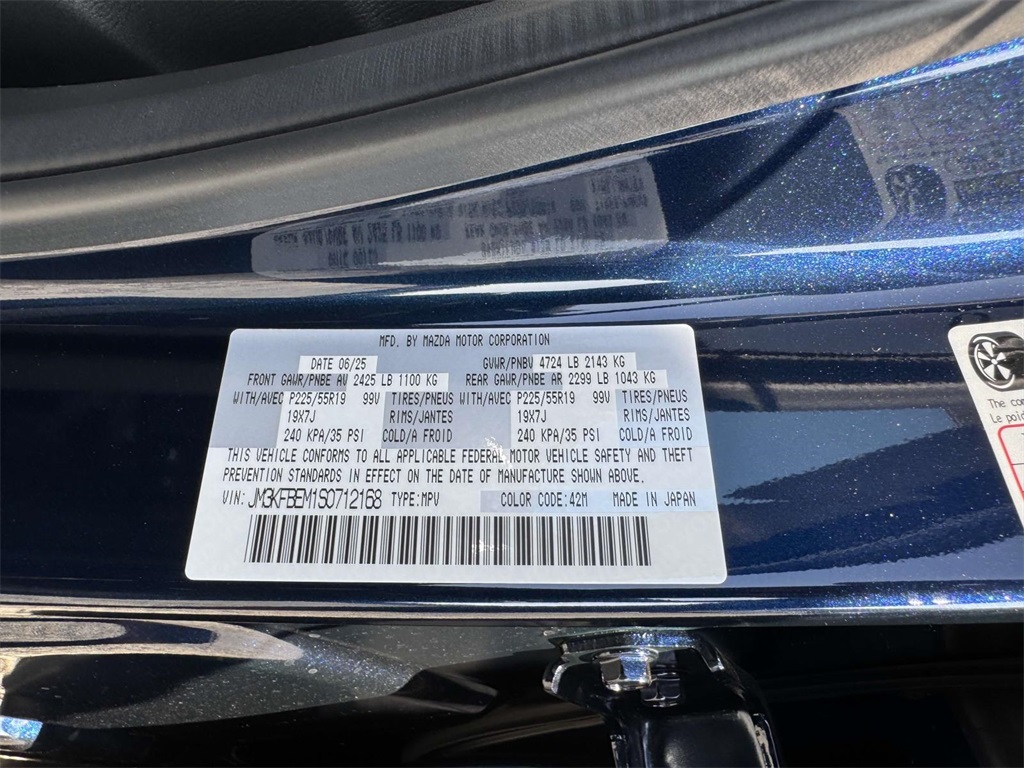 MFD. BY MAZDA MOTOR CORPORATION
DATE 06/25 GVWR/PNBV 4724 LB 2143 KG
FRONT GAWR/PNBE AV 2425 LB 1100 KG REAR GAWR/PNBE AR 2299 LB 1043 KG
WITH/AVEC P225/55R19 99V TIRES/PNEUS WITH/AVEC P225/55R19 99V TIRES/PNEUS
19X7J RIMS/JANTES 19X7J RIMS/JANTES
240 KPA/35 PSI COLD/A FROID 240 KPA/35 PSI COLD/A FROID
THIS VEHICLE CONFORMS TO ALL APPLICABLE FEDERAL MOTOR VEHICLE SAFETY AND THEFT
PREVENTION STANDARDS IN EFFECT ON THE DATE OF MANUFACTURE SHOWN ABOVE.
VIN: JM3KFBEM1S0712168 TYPE:MPV COLOR CODE:42M MADE IN JAPAN
The
Le